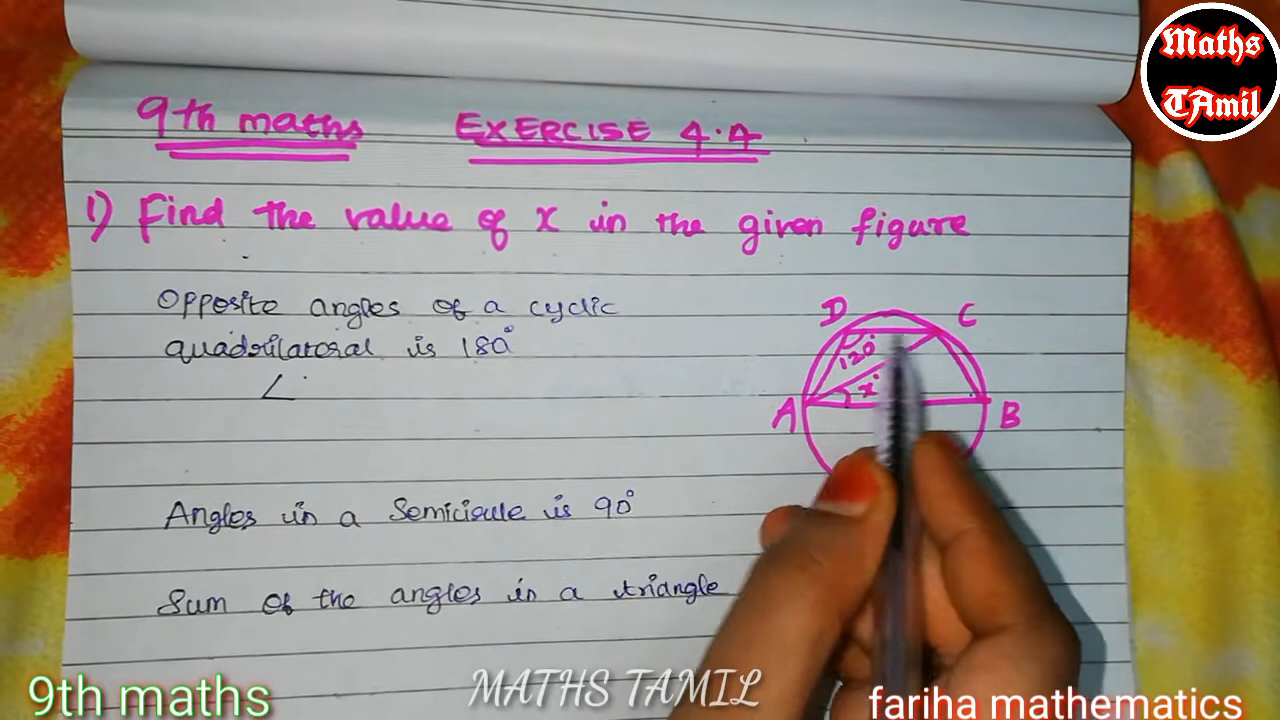 Maths
TAmil
9th maths EXERCISE 4.4
1) Find the value of x in the given figure
Opposite angles of a cyclic
quadrilateral is 180°
∠
D C
120°
x°
A B
Angles in a Semicircle is 90°
Sum of the angles in a triangle
9th maths MATHS TAMIL fariha mathematics